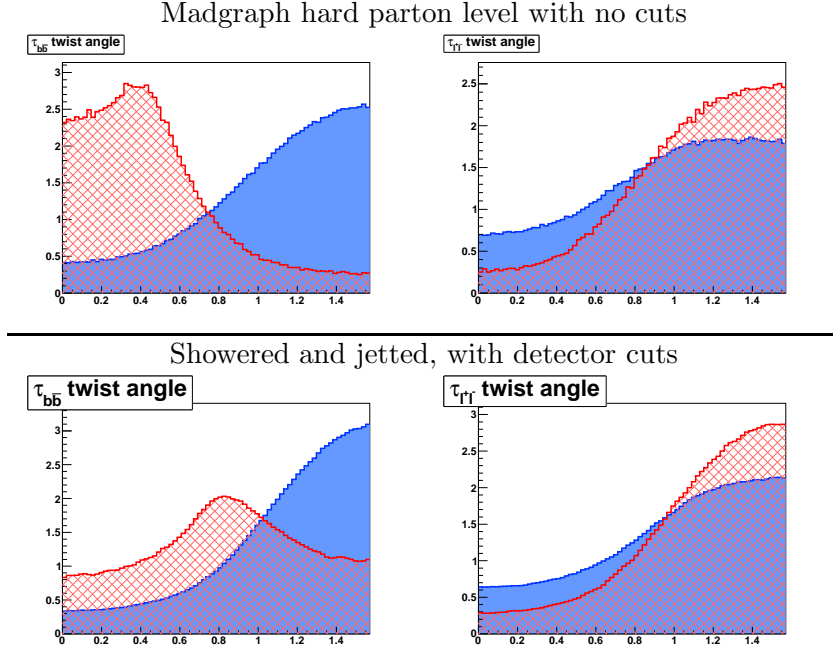 Madgraph hard parton level with no cuts
τbb̄ twist angle
3
2.5
2
1.5
1
0.5
0
0 0.2 0.4 0.6 0.8 1 1.2 1.4
τl⁺l⁻ twist angle
2.5
2
1.5
1
0.5
0
0 0.2 0.4 0.6 0.8 1 1.2 1.4
Showered and jetted, with detector cuts
τbb̄ twist angle
3
2.5
2
1.5
1
0.5
0
0 0.2 0.4 0.6 0.8 1 1.2 1.4
τl⁺l⁻ twist angle
3
2.5
2
1.5
1
0.5
0
0 0.2 0.4 0.6 0.8 1 1.2 1.4